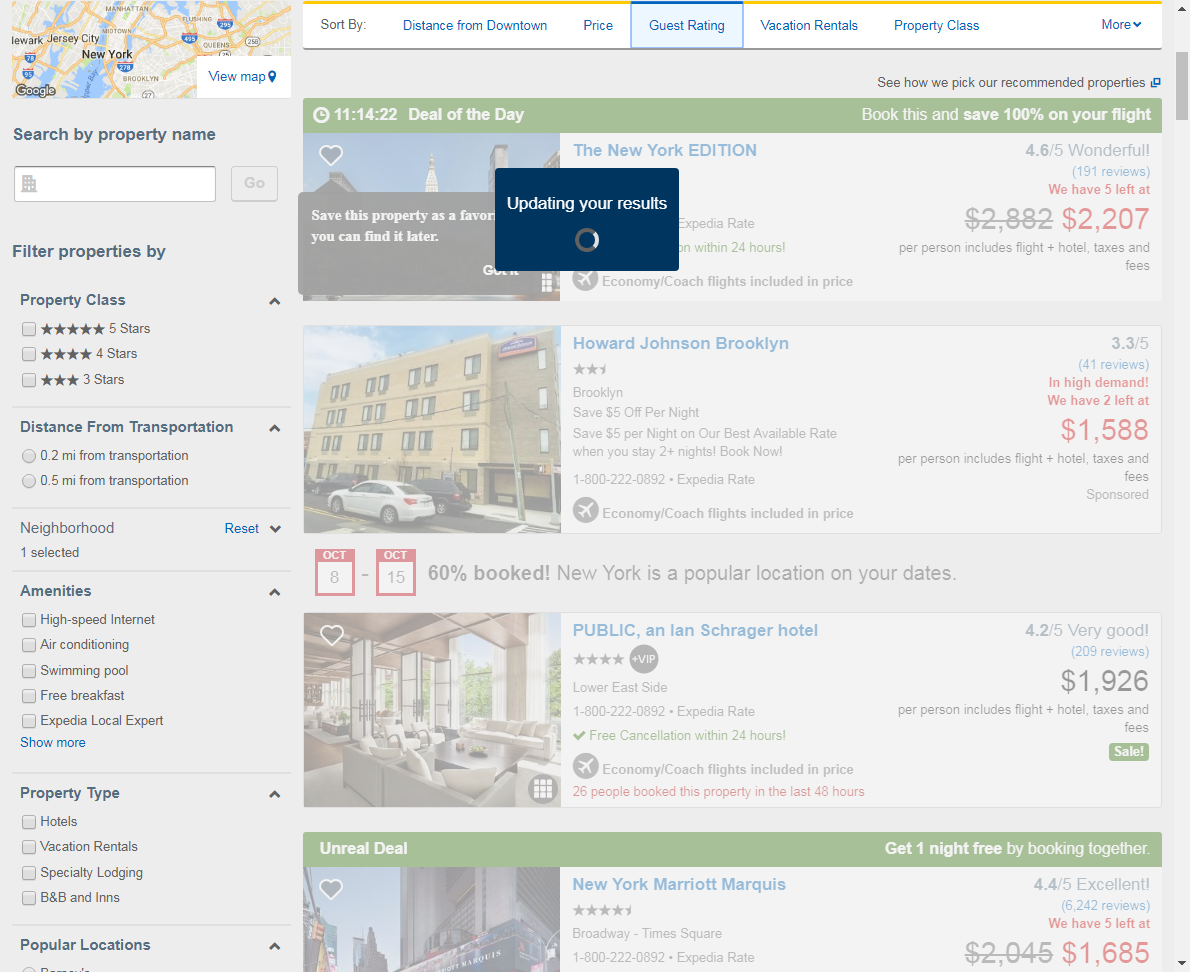 MANHATTAN
FLUSHING
Jersey City
MIDTOWN
QUEENS
New York
BROOKLYN
Google
View map
Search by property name
Go
Filter properties by
Property Class
5 Stars
4 Stars
3 Stars
Distance From Transportation
0.2 mi from transportation
0.5 mi from transportation
Neighborhood
Reset
1 selected
Amenities
High-speed Internet
Air conditioning
Swimming pool
Free breakfast
Expedia Local Expert
Show more
Property Type
Hotels
Vacation Rentals
Specialty Lodging
B&B and Inns
Popular Locations
Sort By:
Distance from Downtown
Price
Guest Rating
Vacation Rentals
Property Class
More
See how we pick our recommended properties
11:14:22 Deal of the Day
Book this and save 100% on your flight
The New York EDITION
4.6/5 Wonderful!
(191 reviews)
We have 5 left at
$2,882 $2,207
per person includes flight + hotel, taxes and
fees
Save this property as a favor
you can find it later.
Updating your results
Expedia Rate
within 24 hours!
Economy/Coach flights included in price
Howard Johnson Brooklyn
3.3/5
(41 reviews)
In high demand!
We have 2 left at
$1,588
per person includes flight + hotel, taxes and
fees
Sponsored
Brooklyn
Save $5 Off Per Night
Save $5 per Night on Our Best Available Rate
when you stay 2+ nights! Book Now!
1-800-222-0892 • Expedia Rate
Economy/Coach flights included in price
OCT
8
-
OCT
15
60% booked! New York is a popular location on your dates.
PUBLIC, an Ian Schrager hotel
4.2/5 Very good!
(209 reviews)
$1,926
per person includes flight + hotel, taxes and
fees
Sale!
+VIP
Lower East Side
1-800-222-0892 • Expedia Rate
Free Cancellation within 24 hours!
Economy/Coach flights included in price
26 people booked this property in the last 48 hours
Unreal Deal
Get 1 night free by booking together.
New York Marriott Marquis
4.4/5 Excellent!
(6,242 reviews)
We have 5 left at
$2,045 $1,685
Broadway - Times Square
1-800-222-0892 • Expedia Rate
MARRIOTT MARQUIS